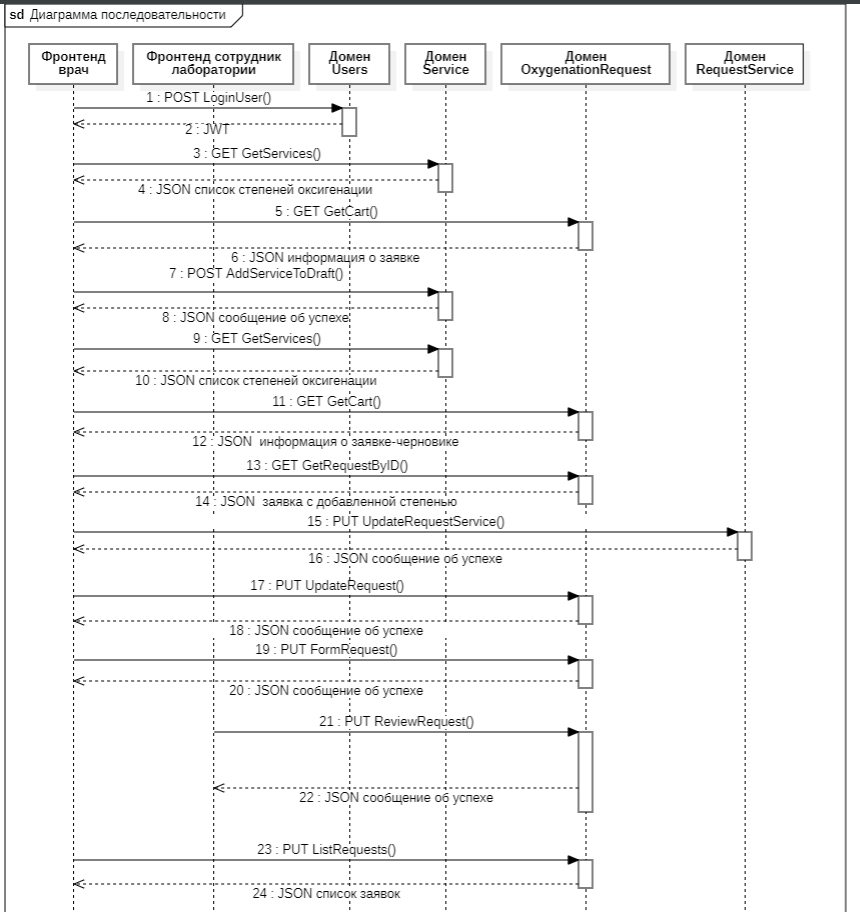 sd Диаграмма последовательности
Фронтенд
врач
Фронтенд сотрудник
лаборатории
Домен
Users
Домен
Service
Домен
OxygenationRequest
Домен
RequestService
1 : POST LoginUser()
2 : JWT
3 : GET GetServices()
4 : JSON список степеней оксигенации
5 : GET GetCart()
6 : JSON информация о заявке
7 : POST AddServiceToDraft()
8 : JSON сообщение об успехе
9 : GET GetServices()
10 : JSON список степеней оксигенации
11 : GET GetCart()
12 : JSON информация о заявке-черновике
13 : GET GetRequestByID()
14 : JSON заявка с добавленной степенью
15 : PUT UpdateRequestService()
16 : JSON сообщение об успехе
17 : PUT UpdateRequest()
18 : JSON сообщение об успехе
19 : PUT FormRequest()
20 : JSON сообщение об успехе
21 : PUT ReviewRequest()
22 : JSON сообщение об успехе
23 : PUT ListRequests()
24 : JSON список заявок